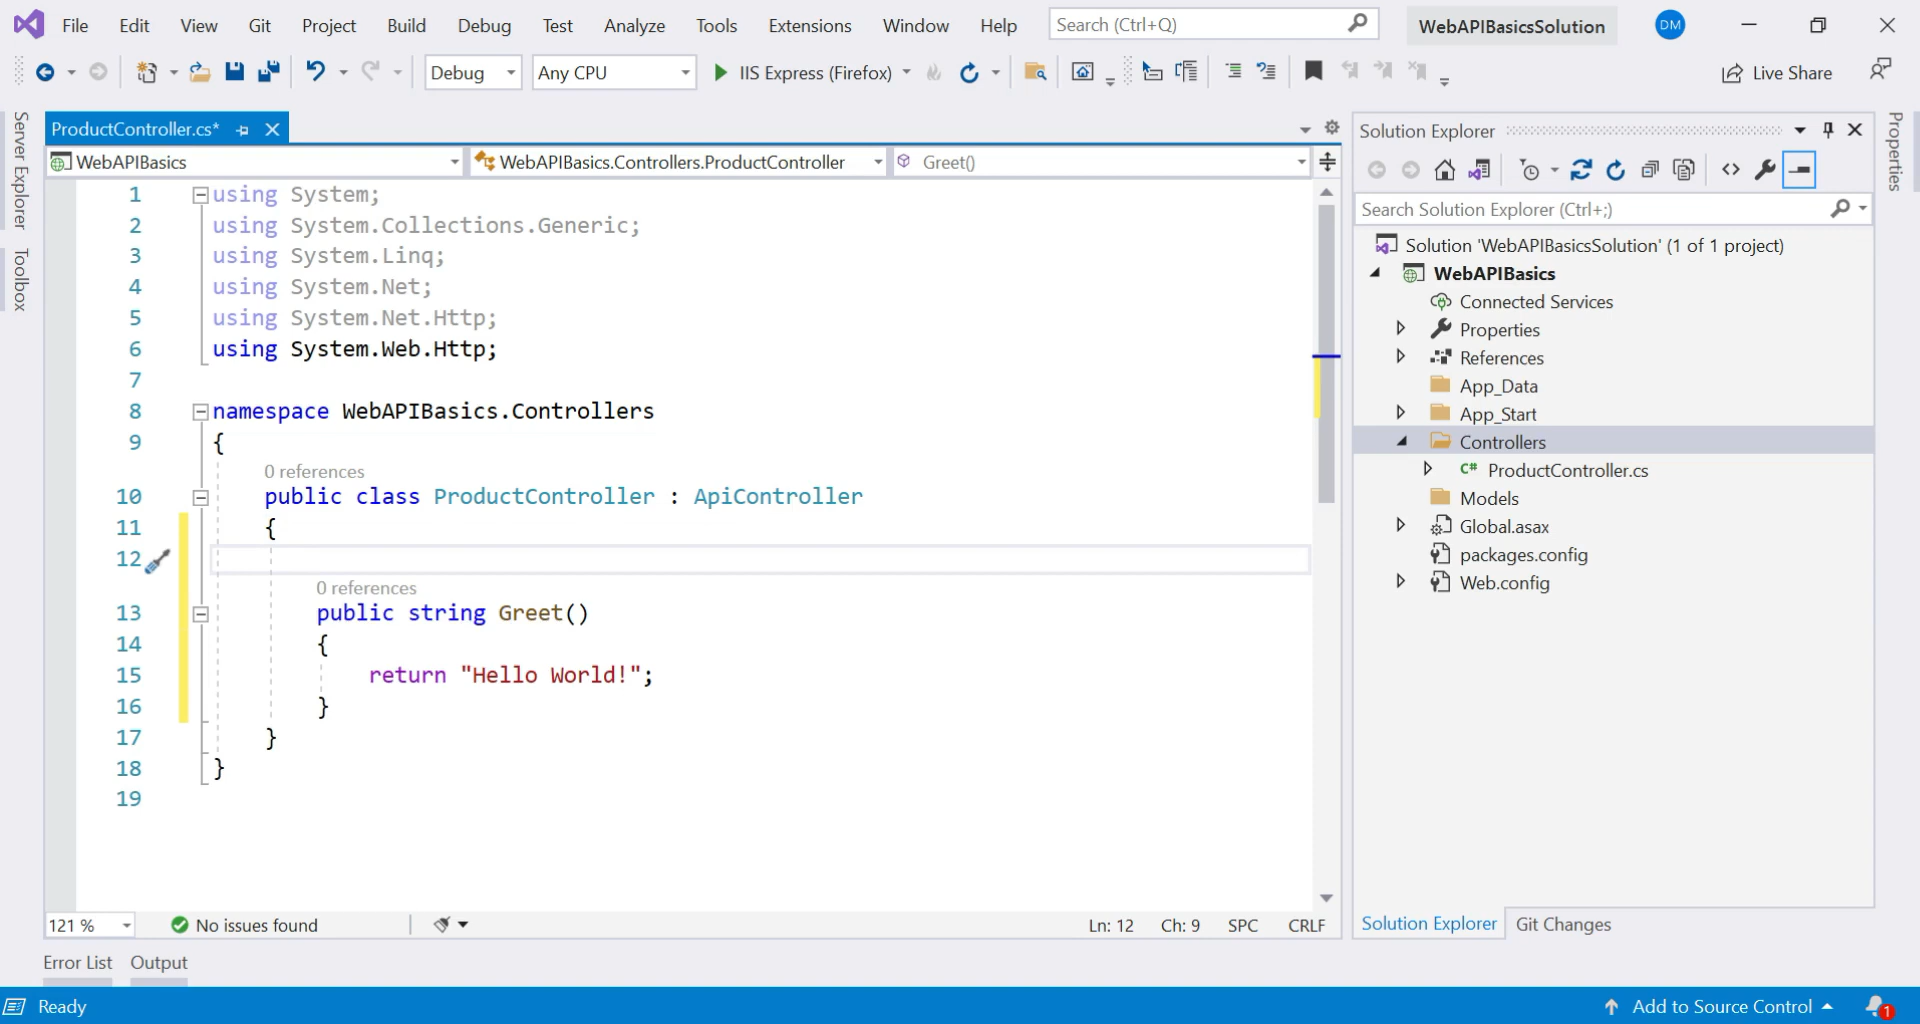 File Edit View Git Project Build Debug Test Analyze Tools Extensions Window Help Search (Ctrl+Q) WebAPIBasicsSolution DM
Debug Any CPU IIS Express (Firefox) Live Share
Server Explorer
Toolbox
ProductController.cs*
WebAPIBasics WebAPIBasics.Controllers.ProductController Greet()
1 using System;
2 using System.Collections.Generic;
3 using System.Linq;
4 using System.Net;
5 using System.Net.Http;
6 using System.Web.Http;
7
8 namespace WebAPIBasics.Controllers
9 {
0 references
10 public class ProductController : ApiController
11 {
12
0 references
13 public string Greet()
14 {
15 return "Hello World!";
16 }
17 }
18 }
19
121 % No issues found Ln: 12 Ch: 9 SPC CRLF
Error List Output
Solution Explorer
Search Solution Explorer (Ctrl+;)
Solution 'WebAPIBasicsSolution' (1 of 1 project)
WebAPIBasics
Connected Services
Properties
References
App_Data
App_Start
Controllers
C# ProductController.cs
Models
Global.asax
packages.config
Web.config
Solution Explorer Git Changes
Properties
Ready Add to Source Control 1